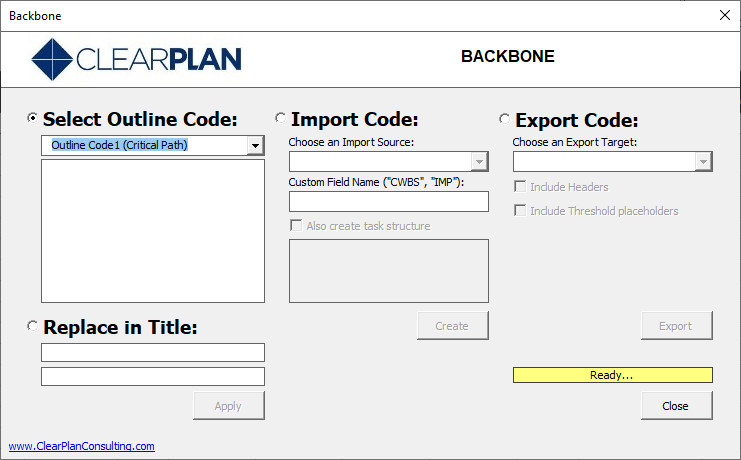 Backbone
CLEARPLAN
BACKBONE
Select Outline Code:
Outline Code1 (Critical Path)
Replace in Title:
Apply
Import Code:
Choose an Import Source:
Custom Field Name ("CWBS", "IMP"):
Also create task structure
Create
Export Code:
Choose an Export Target:
Include Headers
Include Threshold placeholders
Export
Ready...
Close
www.ClearPlanConsulting.com